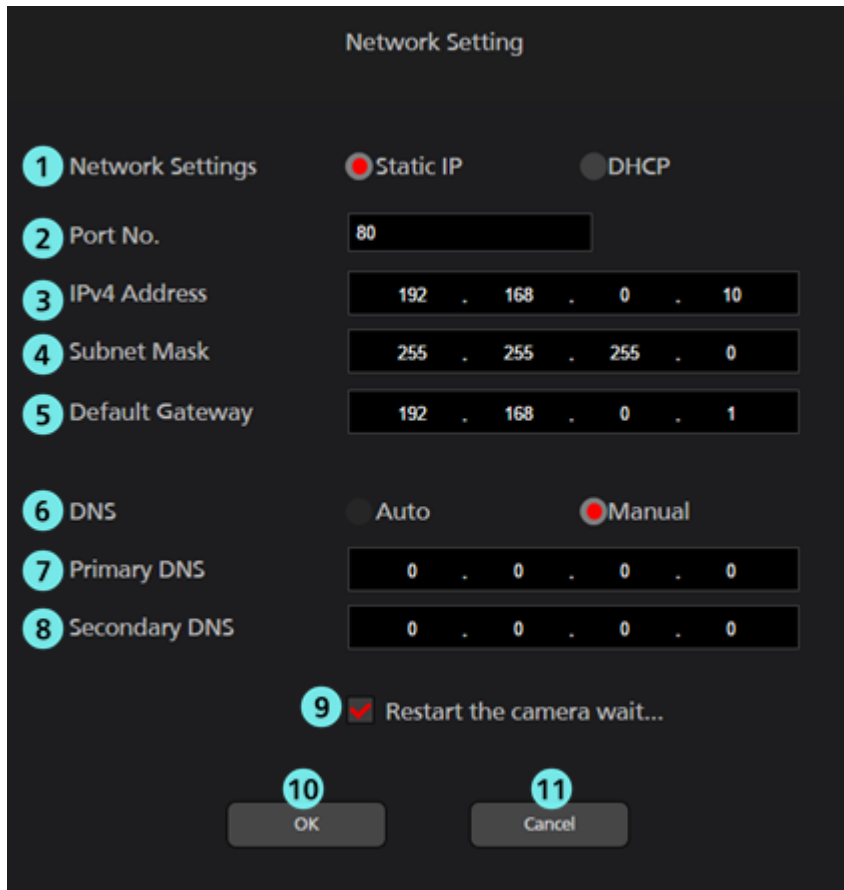 Network Setting
1 Network Settings Static IP DHCP
2 Port No. 80
3 IPv4 Address 192 . 168 . 0 . 10
4 Subnet Mask 255 . 255 . 255 . 0
5 Default Gateway 192 . 168 . 0 . 1
6 DNS Auto Manual
7 Primary DNS 0 . 0 . 0 . 0
8 Secondary DNS 0 . 0 . 0 . 0
9 Restart the camera wait...
10 11
OK Cancel